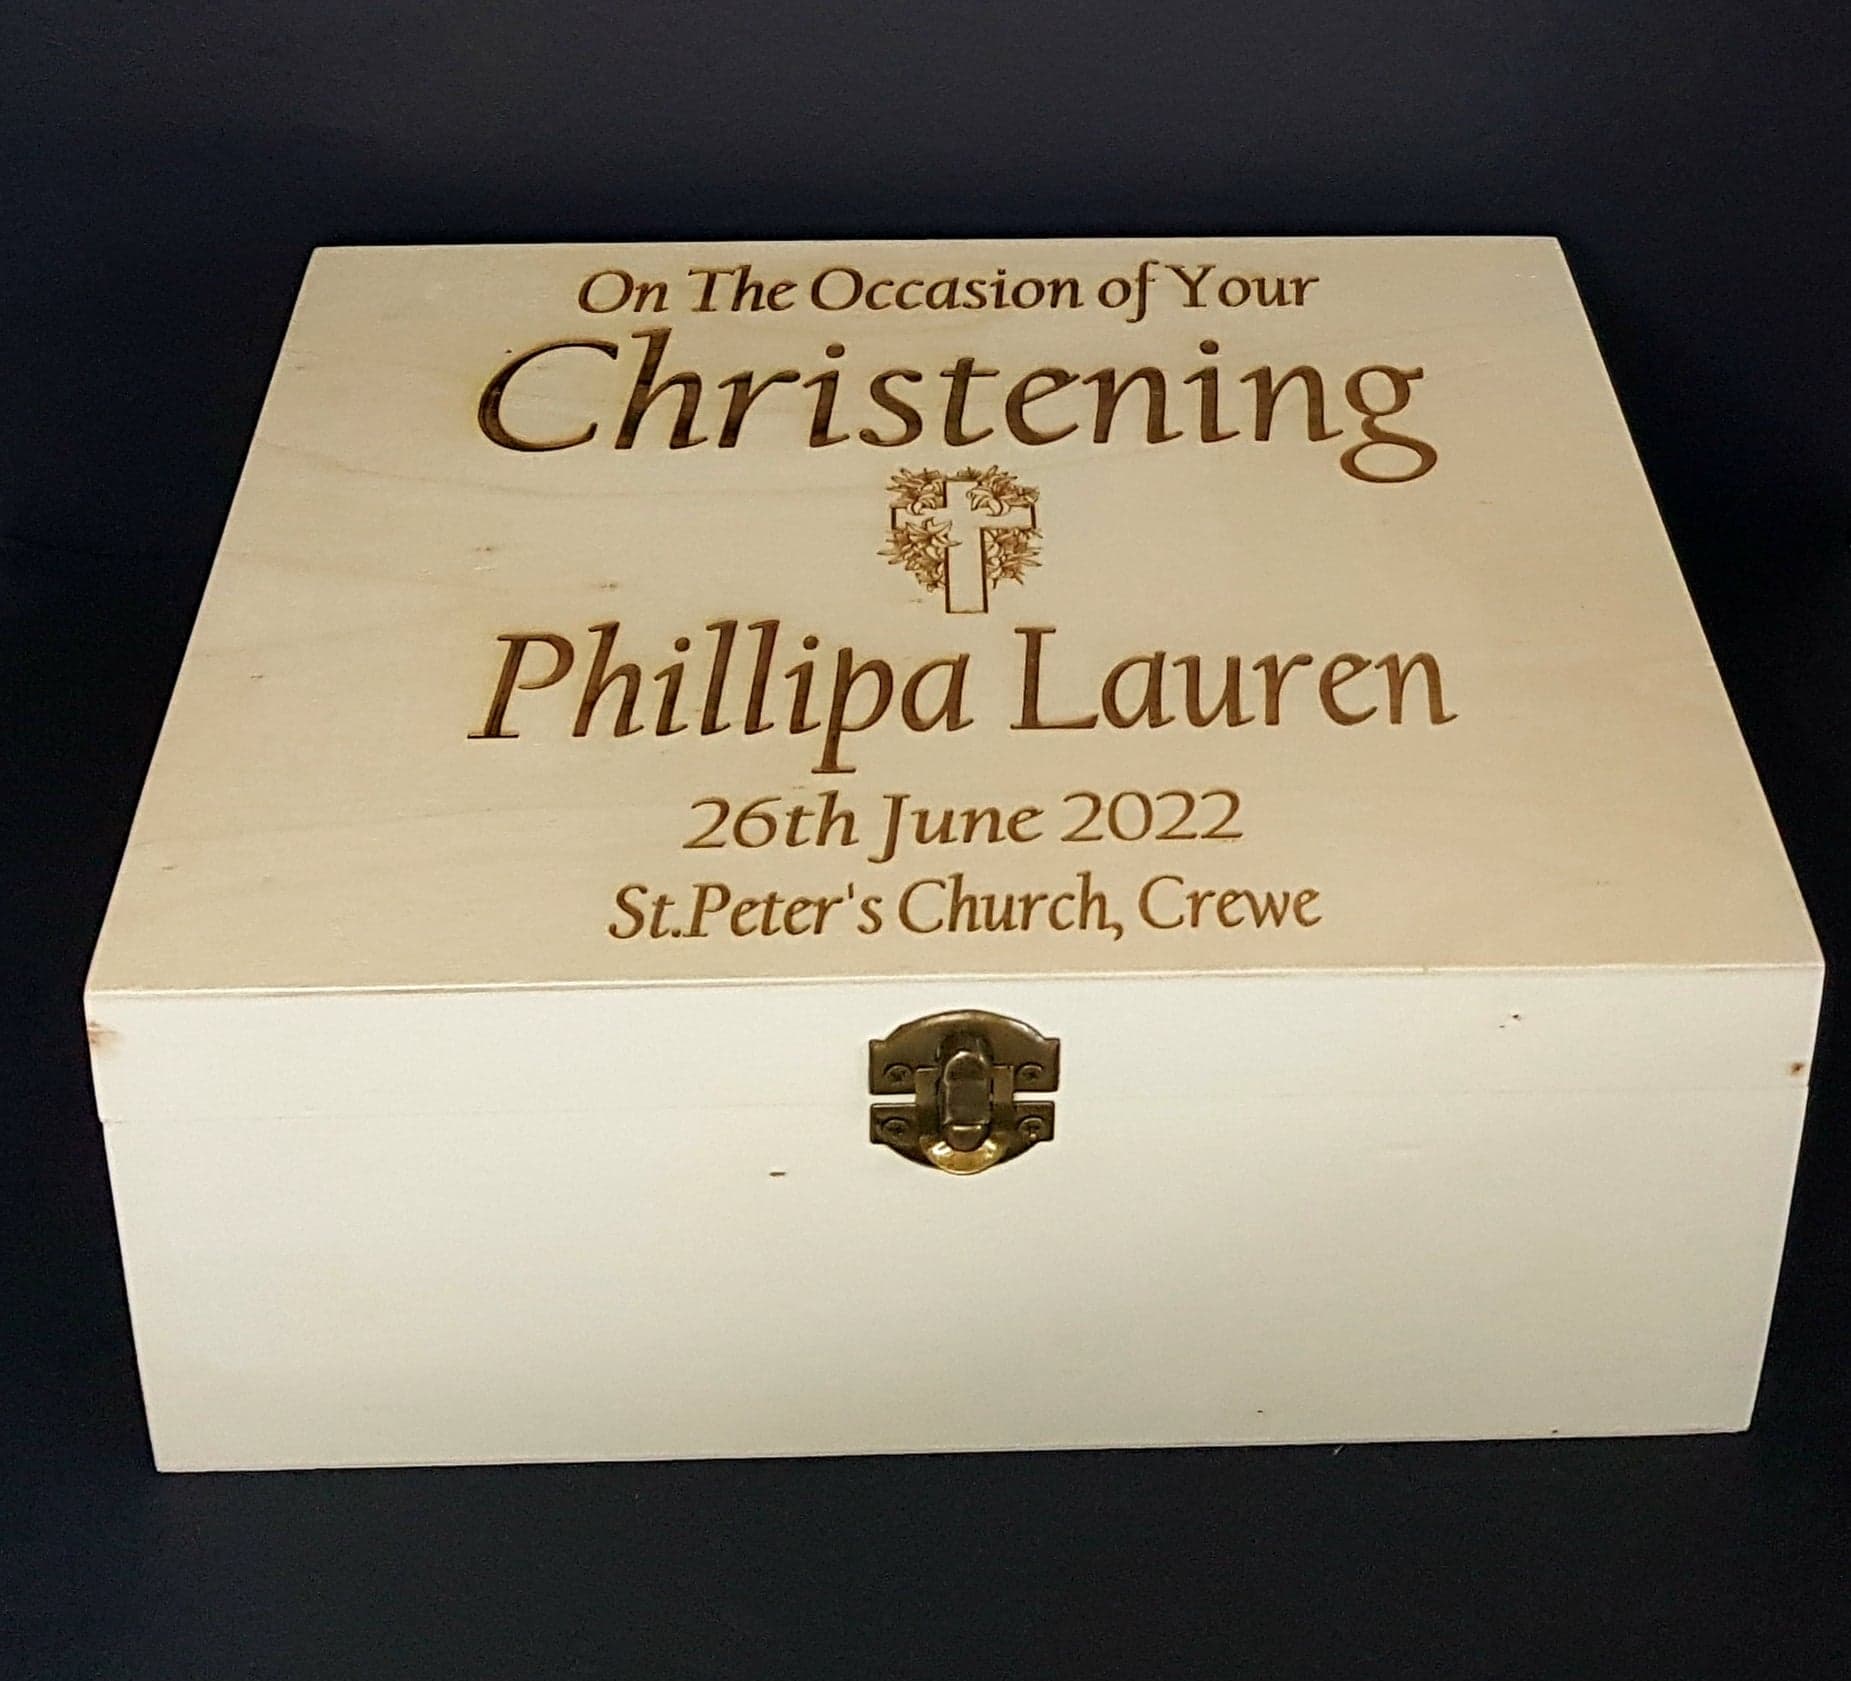 On The Occasion of Your
Christening
Phillipa Lauren
26th June 2022
St.Peter's Church, Crewe